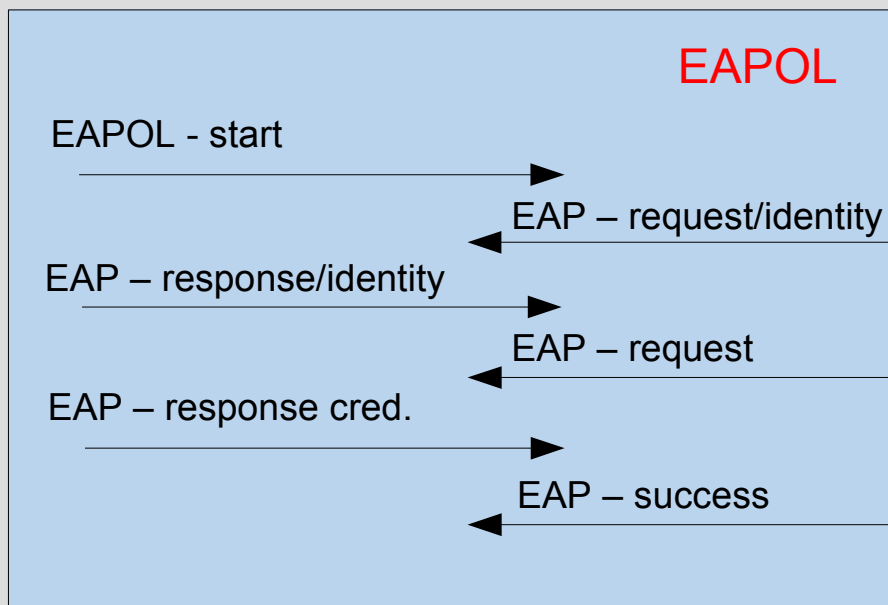 EAPOL
EAPOL - start
EAP – request/identity
EAP – response/identity
EAP – request
EAP – response cred.
EAP – success